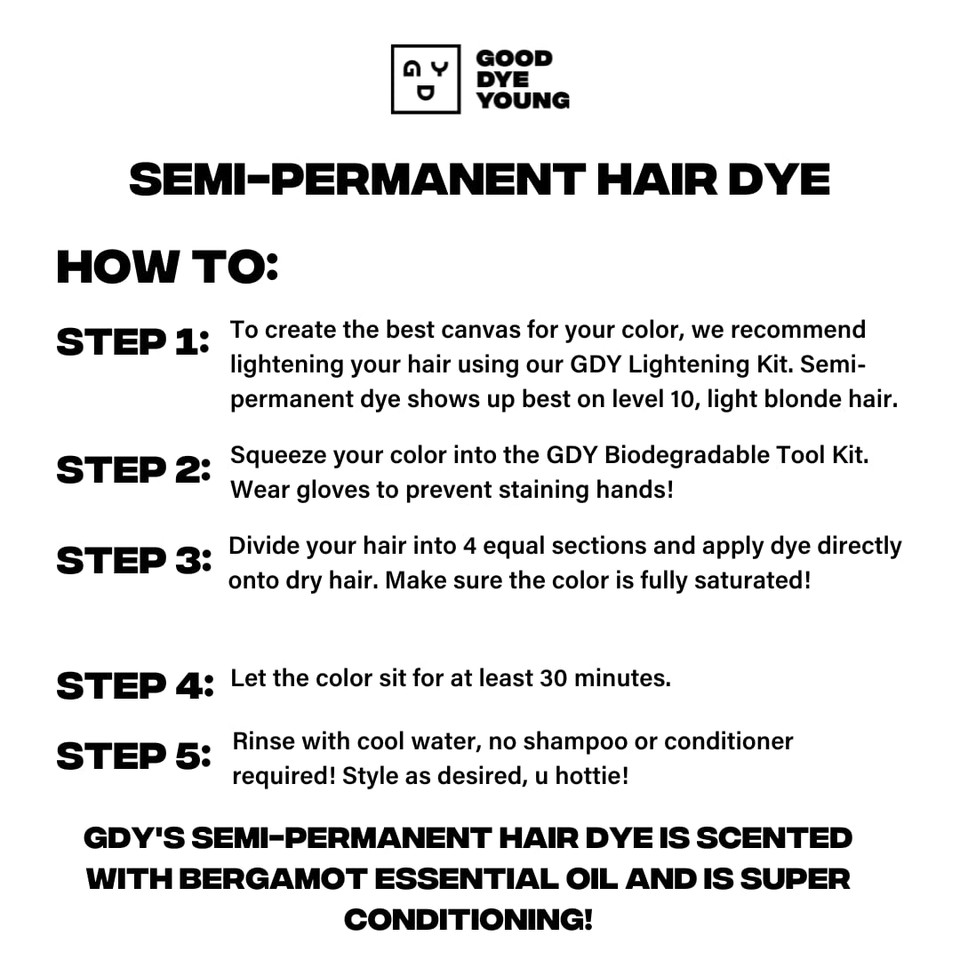 G Y
D
GOOD
DYE
YOUNG
SEMI-PERMANENT HAIR DYE
HOW TO:
STEP 1:
To create the best canvas for your color, we recommend
lightening your hair using our GDY Lightening Kit. Semi-
permanent dye shows up best on level 10, light blonde hair.
STEP 2:
Squeeze your color into the GDY Biodegradable Tool Kit.
Wear gloves to prevent staining hands!
STEP 3:
Divide your hair into 4 equal sections and apply dye directly
onto dry hair. Make sure the color is fully saturated!
STEP 4:
Let the color sit for at least 30 minutes.
STEP 5:
Rinse with cool water, no shampoo or conditioner
required! Style as desired, u hottie!
GDY'S SEMI-PERMANENT HAIR DYE IS SCENTED
WITH BERGAMOT ESSENTIAL OIL AND IS SUPER
CONDITIONING!